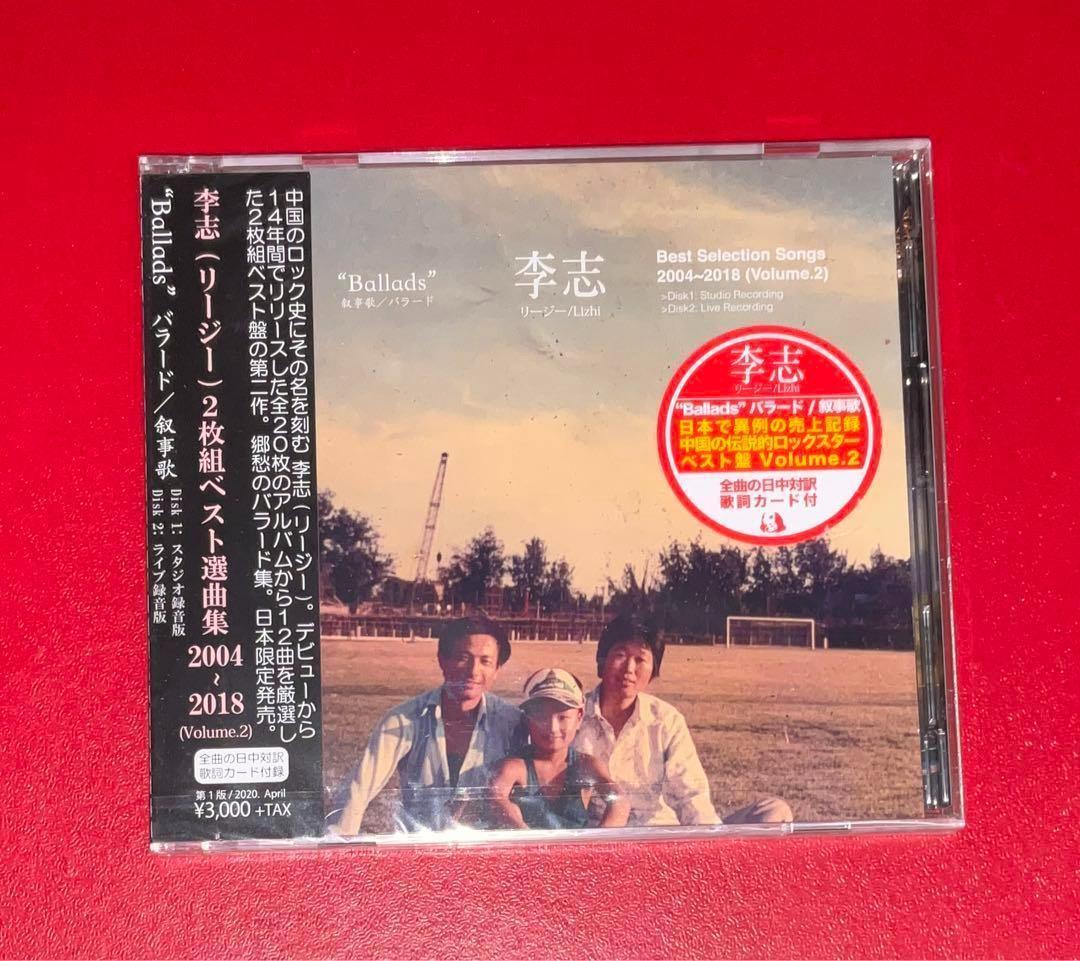 中国のロック史にその名を刻む 李志（リージー）。デビューから
14年間でリリースした全20枚のアルバムから12曲を厳選し
た2枚組ベスト盤の第二作。郷愁のバラード集。日本限定発売。
李志（リージー）2枚組ベスト選曲集 2004~2018
(Volume.2)
“Ballads” バラード／叙事歌
Disk 1: スタジオ録音版
Disk 2: ライブ録音版
全曲の日中対訳
歌詞カード付録
第1版/2020. April
¥3,000 +TAX
“Ballads”
叙事歌／バラード
李志
リージー/Lizhi
Best Selection Songs
2004~2018 (Volume.2)
>Disk1: Studio Recording
>Disk2: Live Recording
李志
リージー/Lizhi
“Ballads” バラード / 叙事歌
日本で異例の売上記録
中国の伝説的ロックスター
ベスト盤 Volume.2
全曲の日中対訳
歌詞カード付